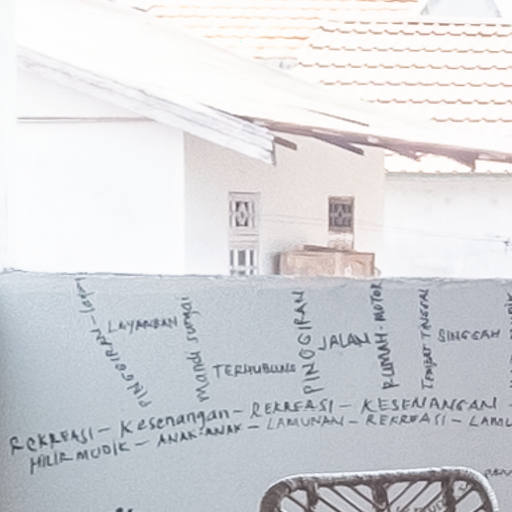 PINGGIRAN-
LAYANGAN
Mandi sungai
TERHUBUNG
PINGGIRAN
JALAN
RUMAH-MOTOR
TEMPAT TINGGAL
SINGGAH
REKREASI - Kesenangan - REKREASI - KESENANGAN -
HILIR MUDIK - ANAK-ANAK - LAMUNAN - REKREASI - LAMU